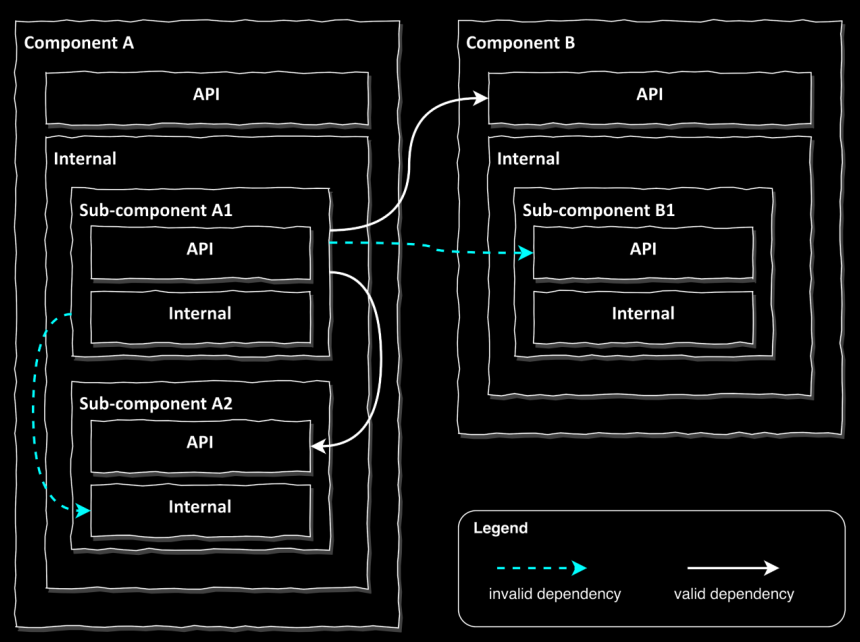 Component A
API
Internal
Sub-component A1
API
Internal
Sub-component A2
API
Internal
Component B
API
Internal
Sub-component B1
API
Internal
Legend
invalid dependency
valid dependency